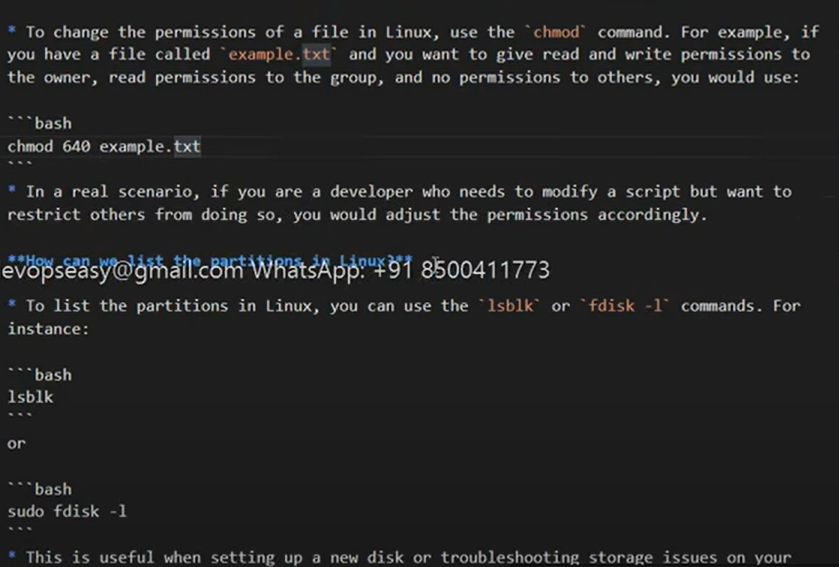 * To change the permissions of a file in Linux, use the `chmod` command. For example, if
you have a file called `example.txt` and you want to give read and write permissions to
the owner, read permissions to the group, and no permissions to others, you would use:
```bash
chmod 640 example.txt
```
* In a real scenario, if you are a developer who needs to modify a script but want to
restrict others from doing so, you would adjust the permissions accordingly.
**How can we list the partitions in Linux?**
evopseasy@gmail.com WhatsApp: +91 8500411773
* To list the partitions in Linux, you can use the `lsblk` or `fdisk -l` commands. For
instance:
```bash
lsblk
```
or
```bash
sudo fdisk -l
```
* This is useful when setting up a new disk or troubleshooting storage issues on your